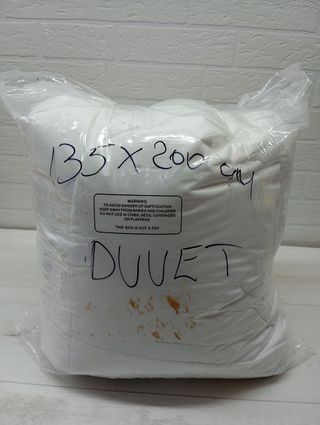 135 X 200 cm
WARNING
TO AVOID DANGER OF SUFFOCATION
KEEP AWAY FROM BABIES AND CHILDREN
DO NOT USE IN CRIBS, BEDS, CARRIAGES
OR PLAYPENS
THIS BAG IS NOT A TOY
DUVET